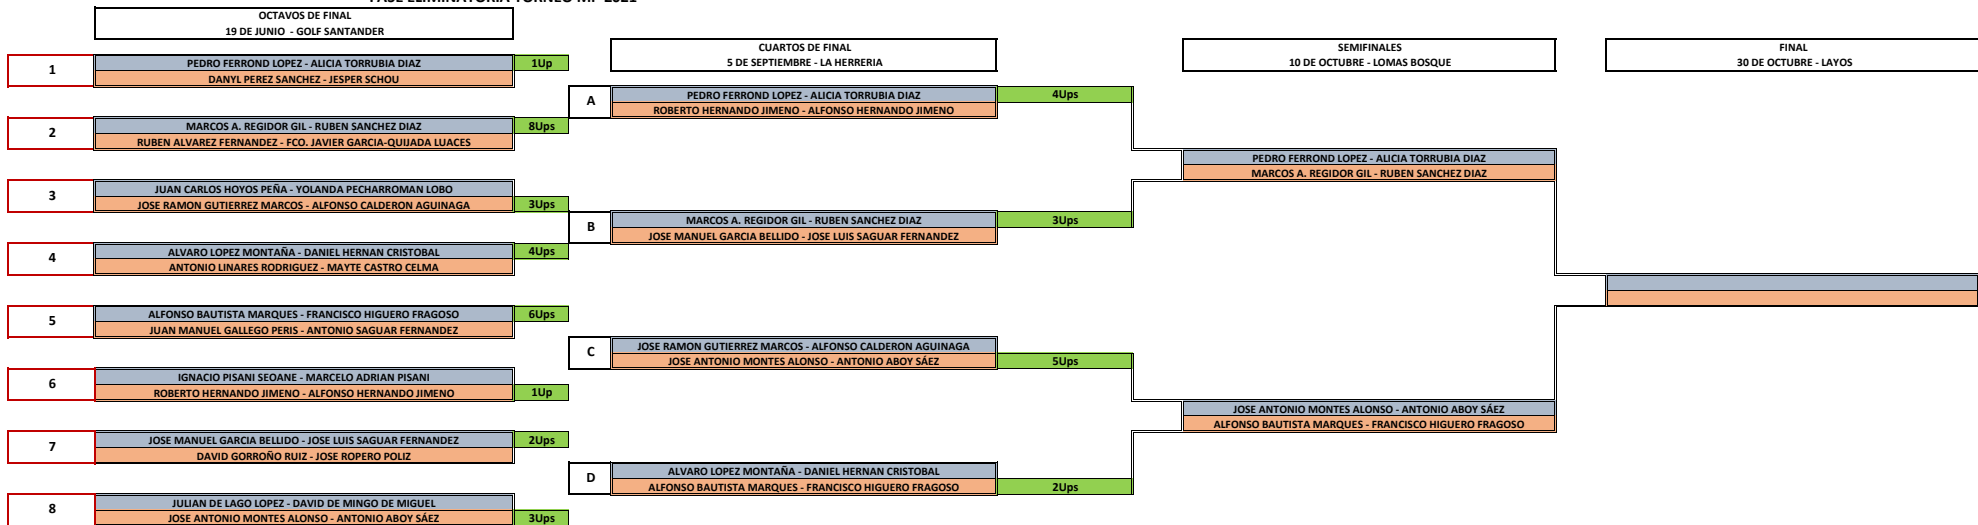 FASE ELIMINATORIA TORNEO MP 2021
OCTAVOS DE FINAL
19 DE JUNIO - GOLF SANTANDER
CUARTOS DE FINAL
5 DE SEPTIEMBRE - LA HERRERIA
SEMIFINALES
10 DE OCTUBRE - LOMAS BOSQUE
FINAL
30 DE OCTUBRE - LAYOS
1
PEDRO FERROND LOPEZ - ALICIA TORRUBIA DIAZ
1Up
DANYL PEREZ SANCHEZ - JESPER SCHOU
2
MARCOS A. REGIDOR GIL - RUBEN SANCHEZ DIAZ
8Ups
RUBEN ALVAREZ FERNANDEZ - FCO. JAVIER GARCIA-QUIJADA LUACES
3
JUAN CARLOS HOYOS PEÑA - YOLANDA PECHARROMAN LOBO
JOSE RAMON GUTIERREZ MARCOS - ALFONSO CALDERON AGUINAGA
3Ups
4
ALVARO LOPEZ MONTAÑA - DANIEL HERNAN CRISTOBAL
4Ups
ANTONIO LINARES RODRIGUEZ - MAYTE CASTRO CELMA
5
ALFONSO BAUTISTA MARQUES - FRANCISCO HIGUERO FRAGOSO
6Ups
JUAN MANUEL GALLEGO PERIS - ANTONIO SAGUAR FERNANDEZ
6
IGNACIO PISANI SEOANE - MARCELO ADRIAN PISANI
ROBERTO HERNANDO JIMENO - ALFONSO HERNANDO JIMENO
1Up
7
JOSE MANUEL GARCIA BELLIDO - JOSE LUIS SAGUAR FERNANDEZ
2Ups
DAVID GORROÑO RUIZ - JOSE ROPERO POLIZ
8
JULIAN DE LAGO LOPEZ - DAVID DE MINGO DE MIGUEL
JOSE ANTONIO MONTES ALONSO - ANTONIO ABOY SÁEZ
3Ups
A
PEDRO FERROND LOPEZ - ALICIA TORRUBIA DIAZ
4Ups
ROBERTO HERNANDO JIMENO - ALFONSO HERNANDO JIMENO
B
MARCOS A. REGIDOR GIL - RUBEN SANCHEZ DIAZ
3Ups
JOSE MANUEL GARCIA BELLIDO - JOSE LUIS SAGUAR FERNANDEZ
C
JOSE RAMON GUTIERREZ MARCOS - ALFONSO CALDERON AGUINAGA
JOSE ANTONIO MONTES ALONSO - ANTONIO ABOY SÁEZ
5Ups
D
ALVARO LOPEZ MONTAÑA - DANIEL HERNAN CRISTOBAL
ALFONSO BAUTISTA MARQUES - FRANCISCO HIGUERO FRAGOSO
2Ups
PEDRO FERROND LOPEZ - ALICIA TORRUBIA DIAZ
MARCOS A. REGIDOR GIL - RUBEN SANCHEZ DIAZ
JOSE ANTONIO MONTES ALONSO - ANTONIO ABOY SÁEZ
ALFONSO BAUTISTA MARQUES - FRANCISCO HIGUERO FRAGOSO